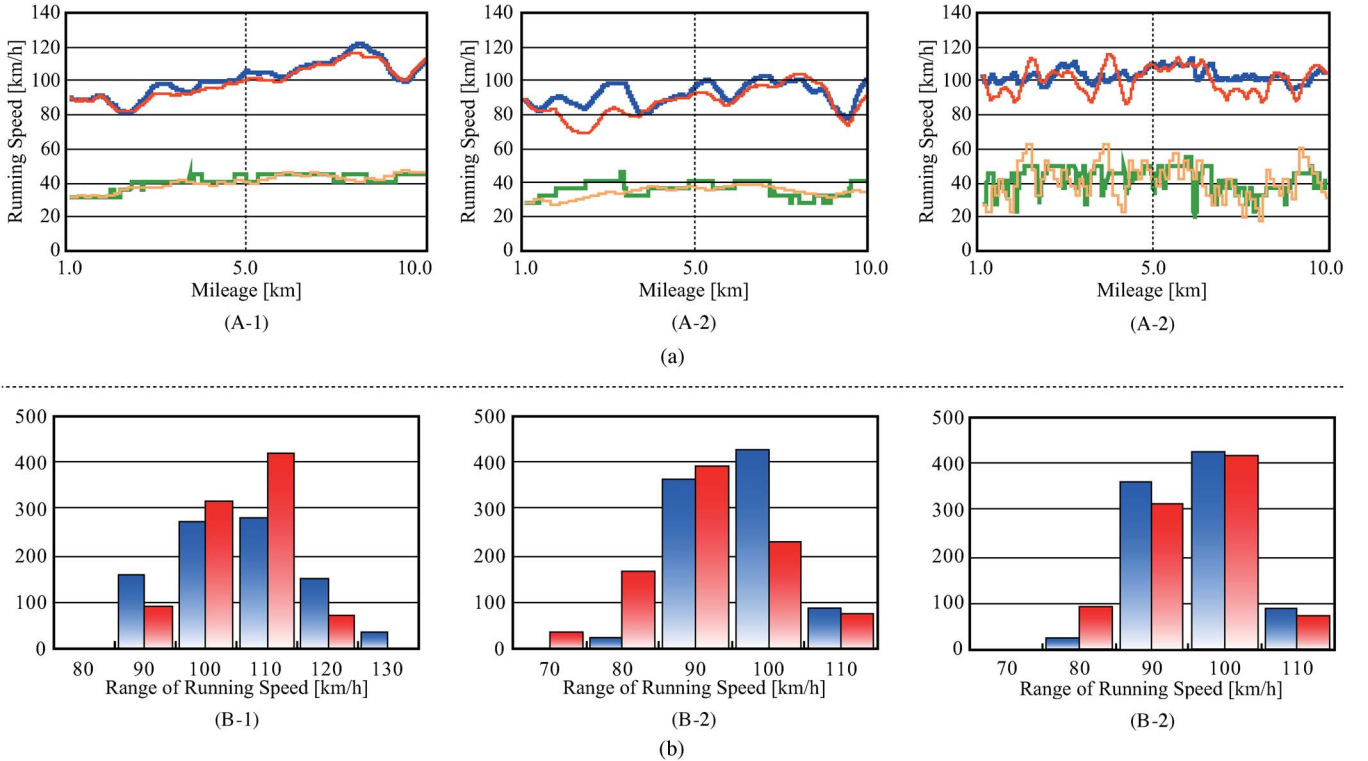 140
120
100
80
60
40
20
0
Running Speed [km/h]
1.0 5.0 10.0
Mileage [km]
(A-1)
140
120
100
80
60
40
20
0
Running Speed [km/h]
1.0 5.0 10.0
Mileage [km]
(A-2)
140
120
100
80
60
40
20
0
Running Speed [km/h]
1.0 5.0 10.0
Mileage [km]
(A-2)
(a)
500
400
300
200
100
0
80 90 100 110 120 130
Range of Running Speed [km/h]
(B-1)
500
400
300
200
100
0
70 80 90 100 110
Range of Running Speed [km/h]
(B-2)
500
400
300
200
100
0
70 80 90 100 110
Range of Running Speed [km/h]
(B-2)
(b)